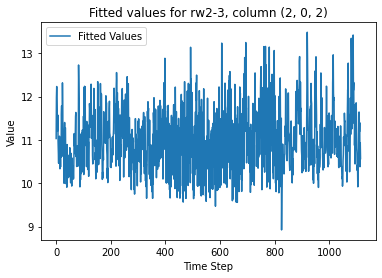 Fitted values for rw2-3, column (2, 0, 2)
Fitted Values
13
12
11
10
9
Value
0
200
400
600
800
1000
Time Step